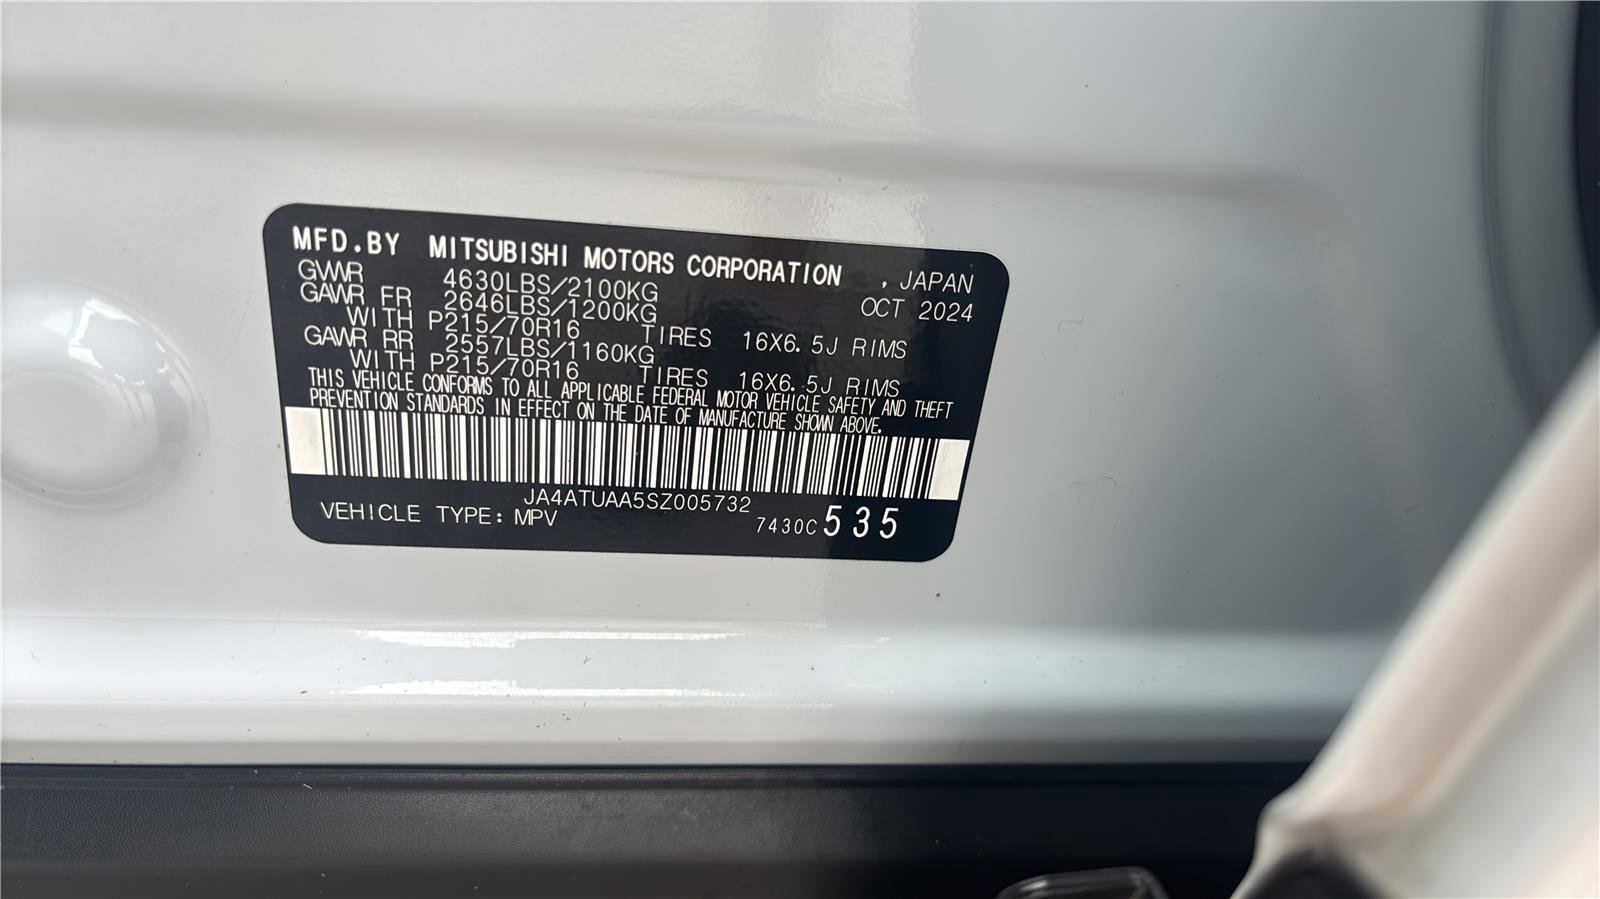 MFD.BY MITSUBISHI MOTORS CORPORATION , JAPAN
GVWR 4630LBS/2100KG OCT 2024
GAWR FR 2646LBS/1200KG
WITH P215/70R16 TIRES 16X6.5J RIMS
GAWR RR 2557LBS/1160KG
WITH P215/70R16 TIRES 16X6.5J RIMS
THIS VEHICLE CONFORMS TO ALL APPLICABLE FEDERAL MOTOR VEHICLE SAFETY AND THEFT
PREVENTION STANDARDS IN EFFECT ON THE DATE OF MANUFACTURE SHOWN ABOVE.
JA4ATUAA5SZ005732
VEHICLE TYPE: MPV 7430C 535